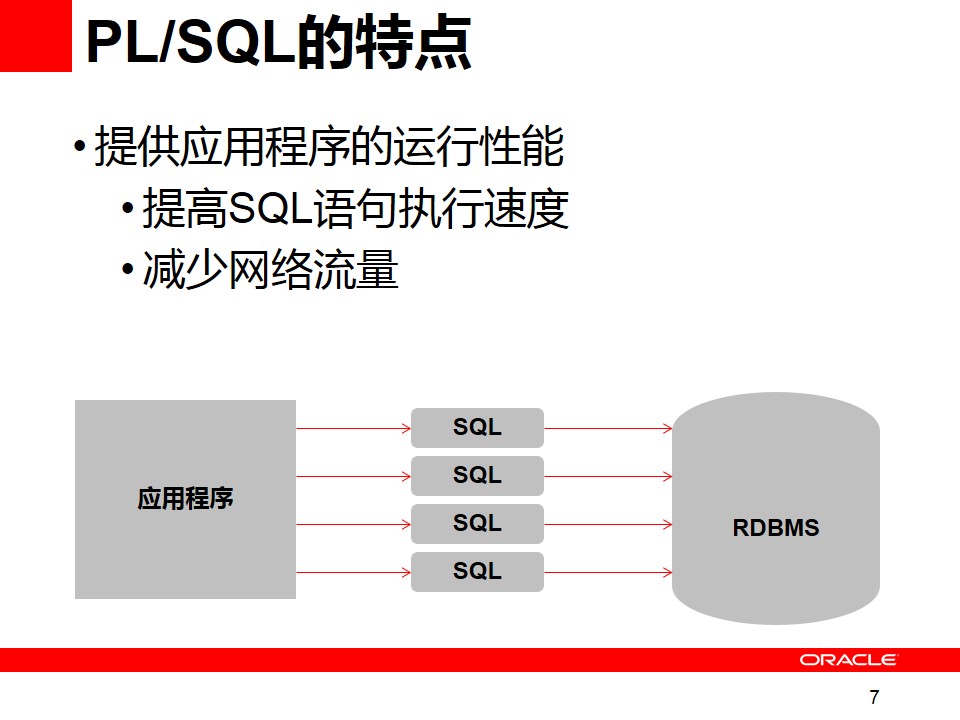 PL/SQL的特点
•提供应用程序的运行性能
•提高SQL语句执行速度
•减少网络流量
SQL
SQL
应用程序
SQL
RDBMS
SQL
ORACLE
7